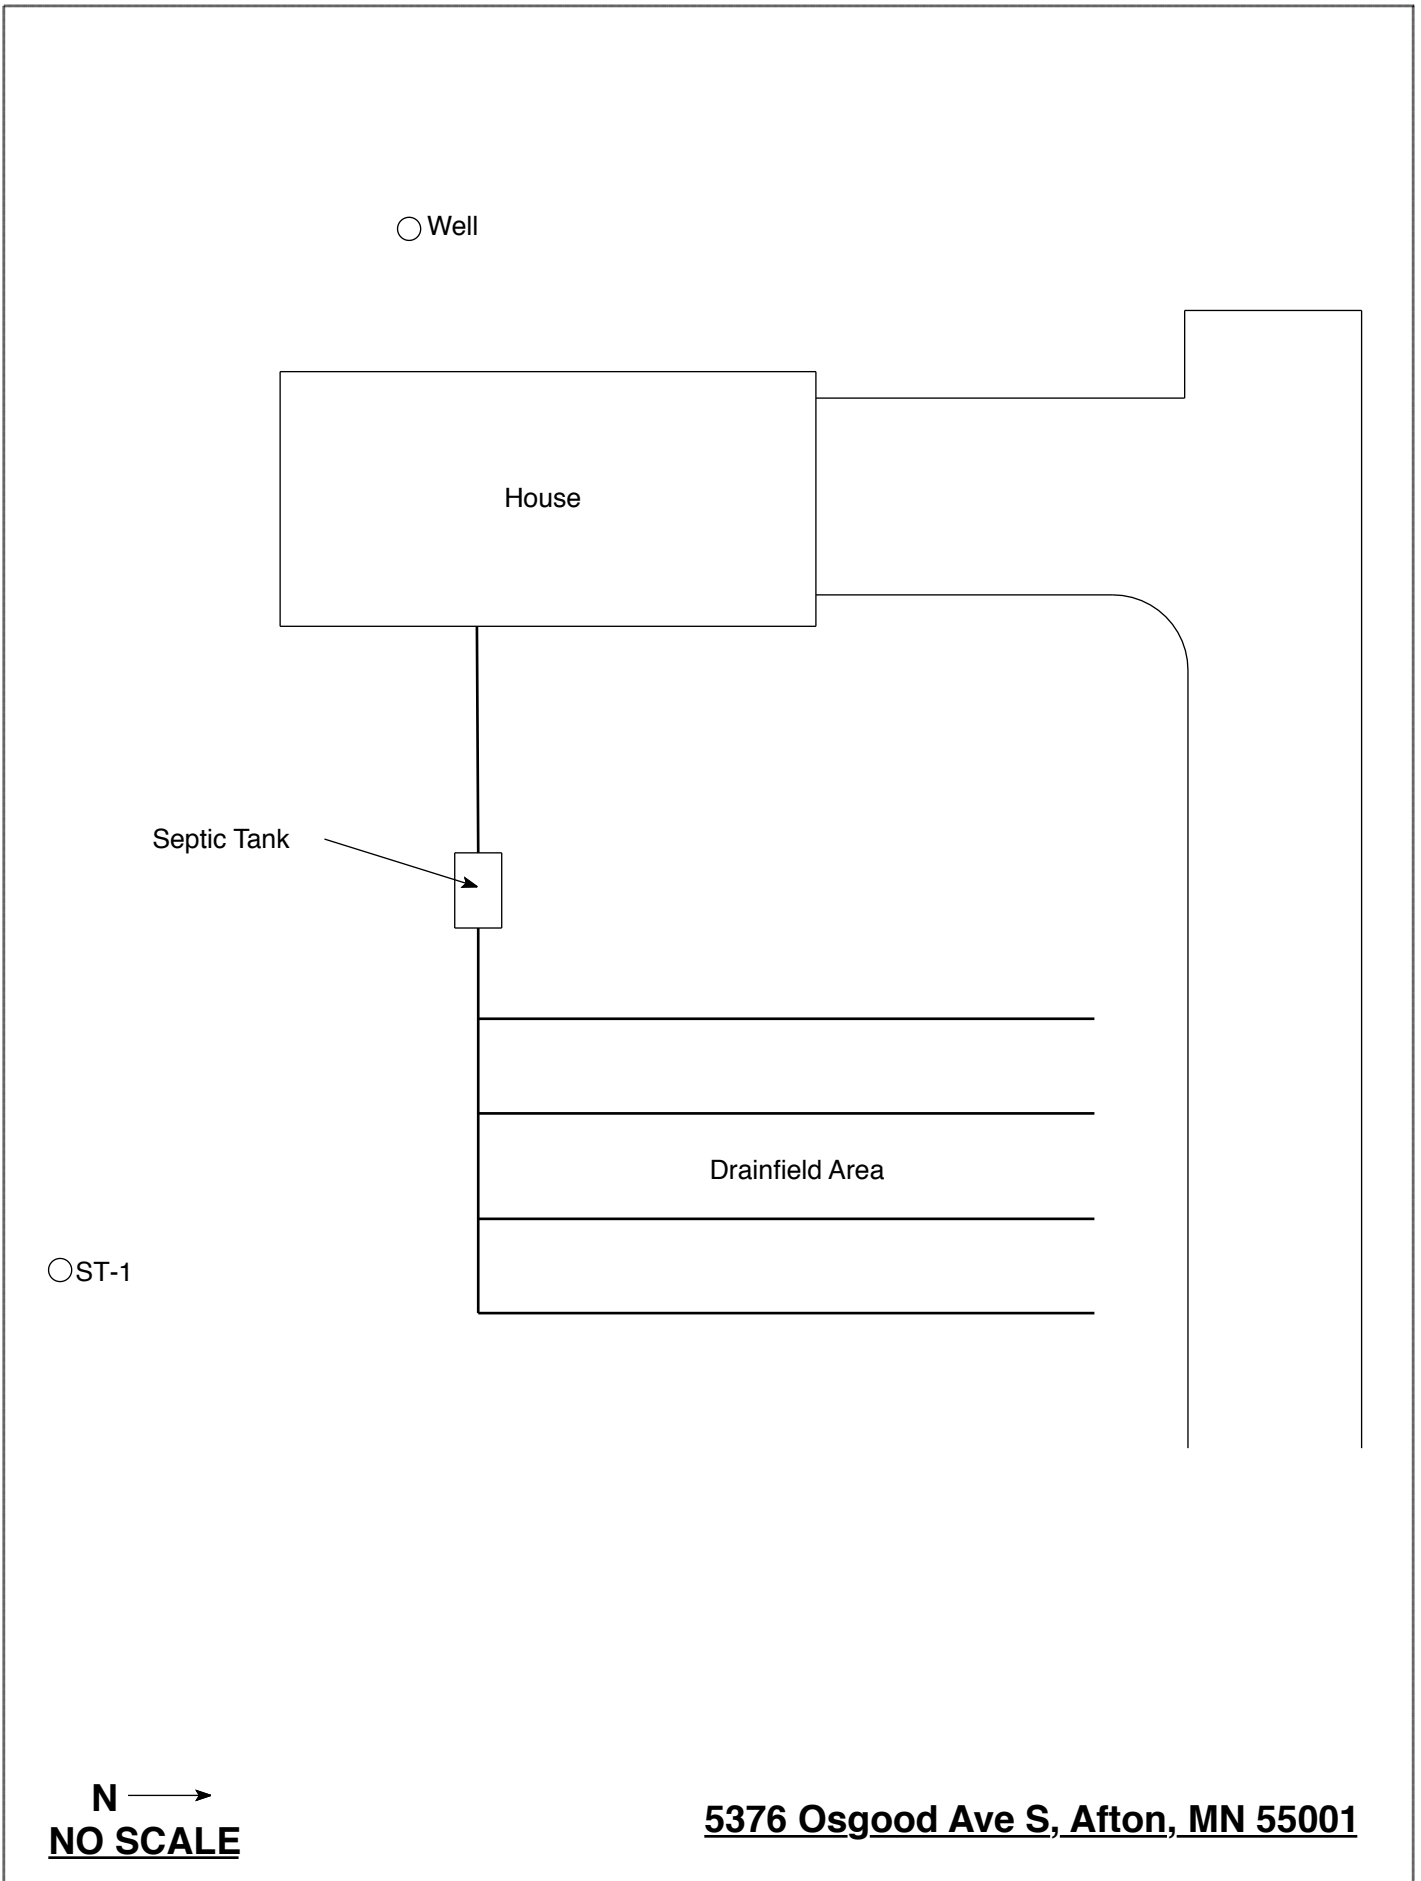 Well
House
Septic Tank
Drainfield Area
ST-1
N
NO SCALE
5376 Osgood Ave S, Afton, MN 55001